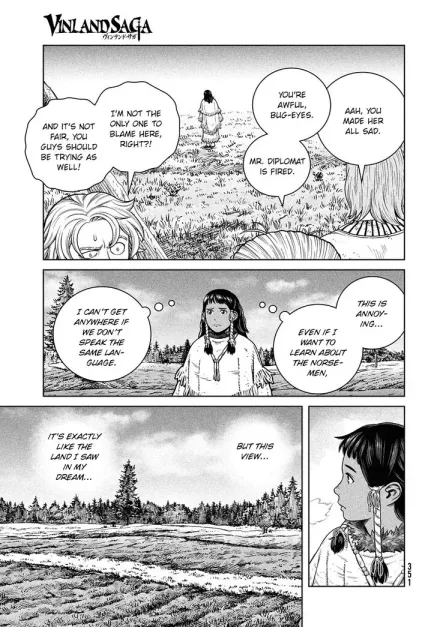 VINLAND SAGA
ヴィンランド・サガ
AAH, YOU
MADE HER
ALL SAD.
YOU'RE
AWFUL,
BUG-EYES.
MR. DIPLOMAT
IS FIRED.
I'M NOT
THE ONLY
ONE TO
BLAME HERE,
RIGHT?!
AND IT'S
NOT
FAIR, YOU
GUYS SHOULD
BE TRYING AS
WELL!
THIS IS
ANNOY-
ING...
EVEN IF
I WANT
TO LEARN
ABOUT THE
NORSE-
MEN,
I CAN'T GET
ANYWHERE IF
WE DON'T
SPEAK THE
SAME LAN-
GUAGE.
BUT THIS
VIEW...
IT'S EXACTLY
LIKE THE
LAND I SAW
IN MY
DREAM...
351